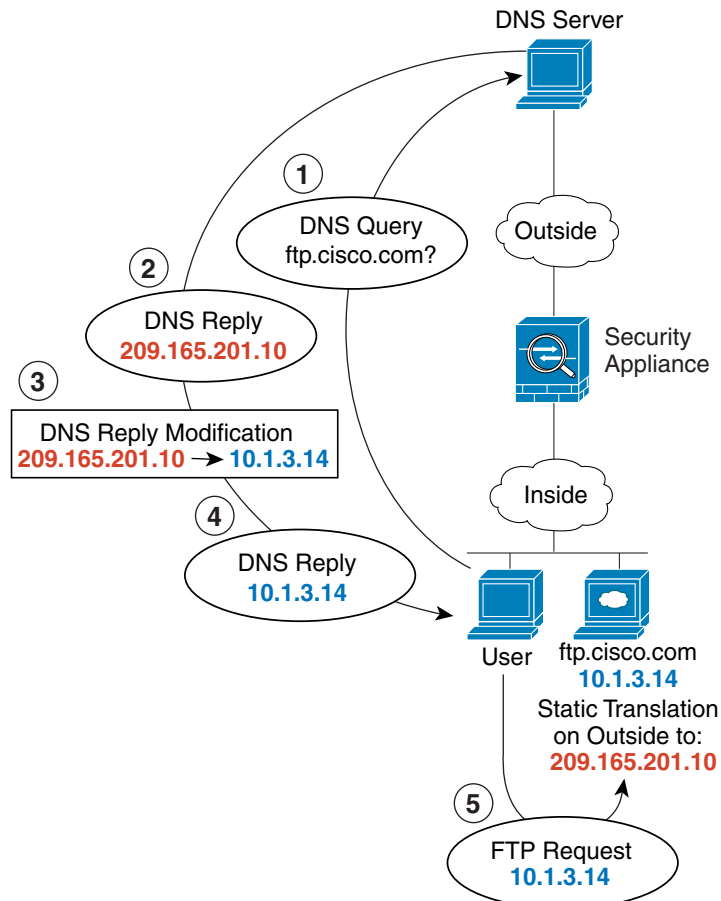 DNS Server
1
DNS Query
ftp.cisco.com?
Outside
2
DNS Reply
209.165.201.10
Security
Appliance
3
DNS Reply Modification
209.165.201.10 → 10.1.3.14
Inside
4
DNS Reply
10.1.3.14
User
ftp.cisco.com
10.1.3.14
Static Translation
on Outside to:
209.165.201.10
5
FTP Request
10.1.3.14